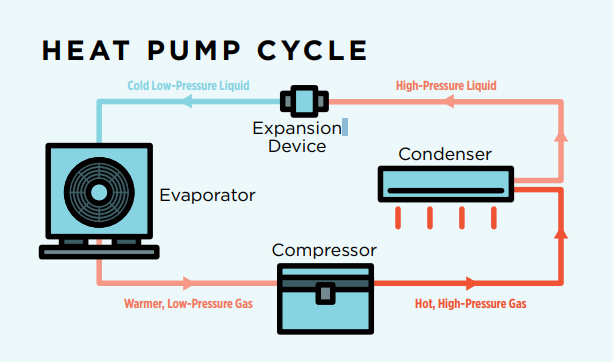 HEAT PUMP CYCLE
Cold Low-Pressure Liquid
High-Pressure Liquid
Expansion
Device
Condenser
Evaporator
Compressor
Warmer, Low-Pressure Gas
Hot, High-Pressure Gas